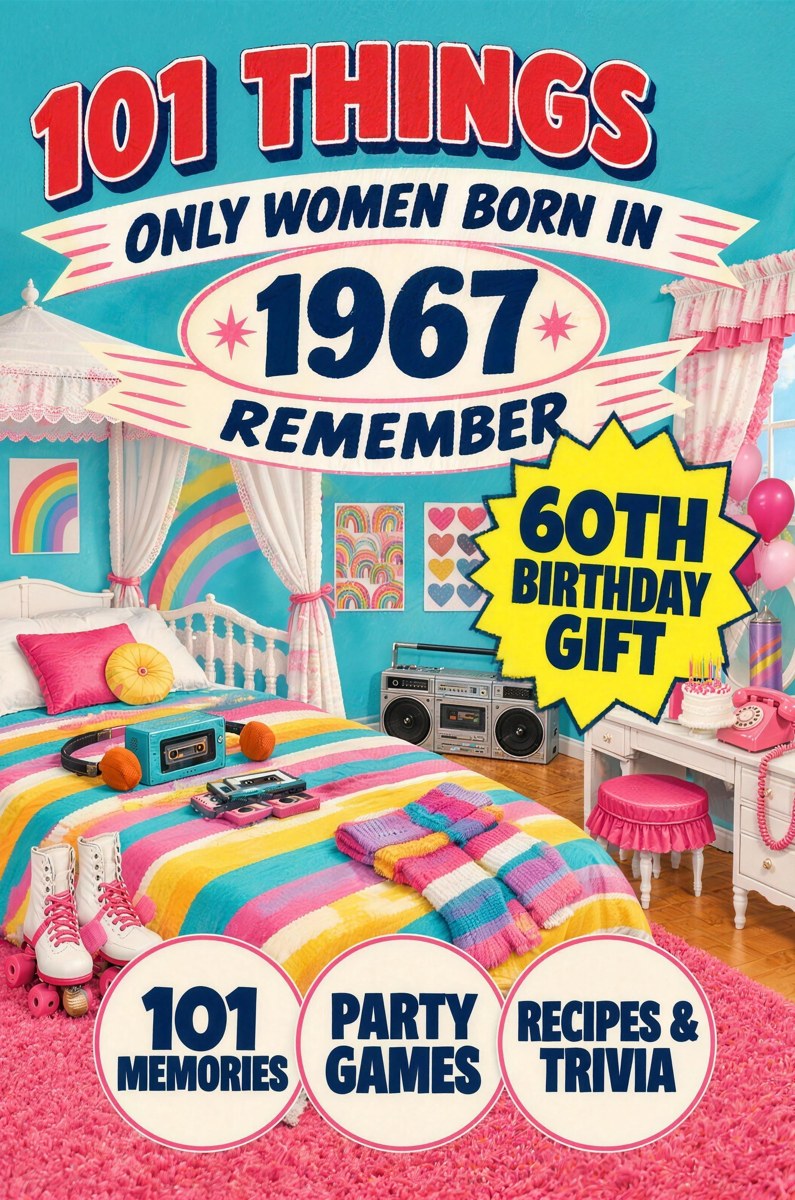 101 THINGS
ONLY WOMEN BORN IN
1967
REMEMBER
60TH
BIRTHDAY
GIFT
101
MEMORIES
PARTY
GAMES
RECIPES &
TRIVIA